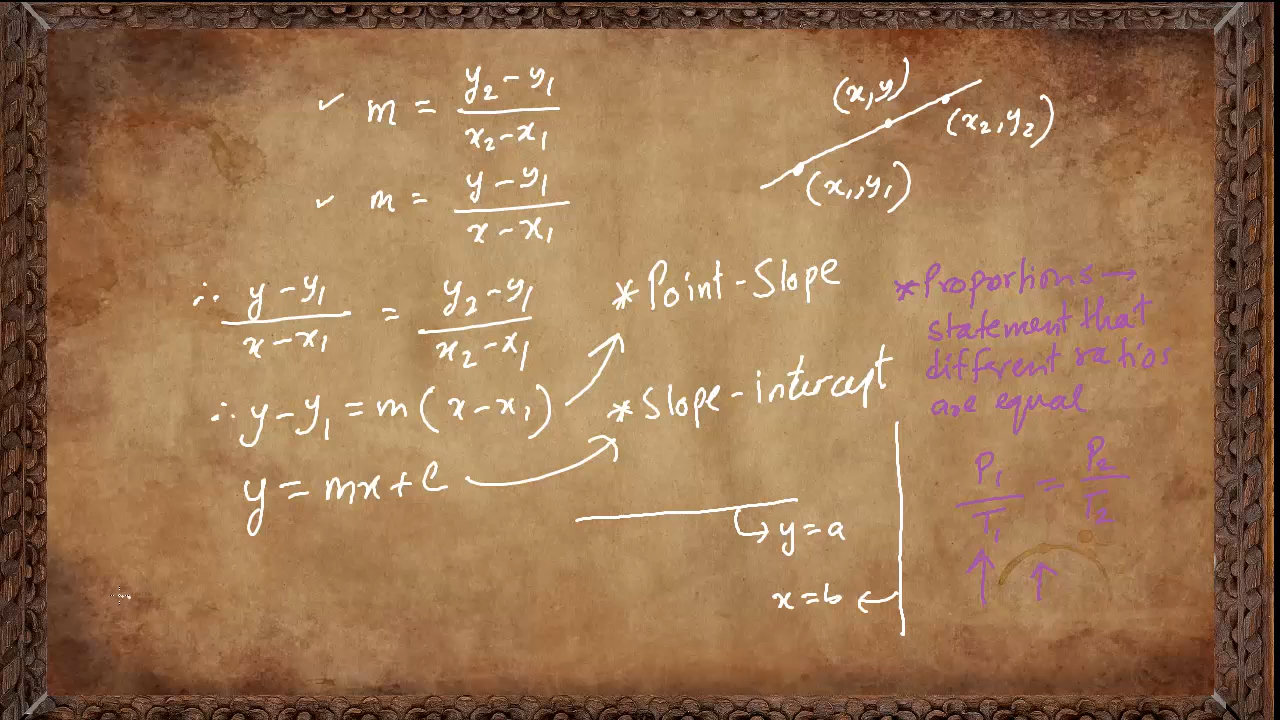 ✓ m = (y₂ - y₁)/(x₂ - x₁)
✓ m = (y - y₁)/(x - x₁)
∴ (y - y₁)/(x - x₁) = (y₂ - y₁)/(x₂ - x₁)
∴ y - y₁ = m(x - x₁)
y = mx + c
(x,y)
(x₂,y₂)
(x₁,y₁)
* Point-Slope
* Slope-intercept
y = a
x = b
* Proportions →
statement that
different ratios
are equal
P₁/T₁ = P₂/T₂